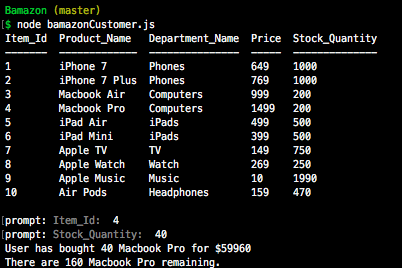 Bamazon (master)
$ node bamazonCustomer.js
Item_Id  Product_Name  Department_Name  Price  Stock_Quantity
-------  ------------  ---------------  -----  --------------
1        iPhone 7      Phones           649    1000
2        iPhone 7 Plus  Phones           769    1000
3        Macbook Air   Computers        999    200
4        Macbook Pro   Computers        1499   200
5        iPad Air      iPads            499    500
6        iPad Mini     iPads            399    500
7        Apple TV      TV               149    750
8        Apple Watch   Watch            269    250
9        Apple Music   Music            10     1990
10       Air Pods      Headphones       159    470
[prompt: Item_Id:  4
[prompt: Stock_Quantity:  40
User has bought 40 Macbook Pro for $59960
There are 160 Macbook Pro remaining.